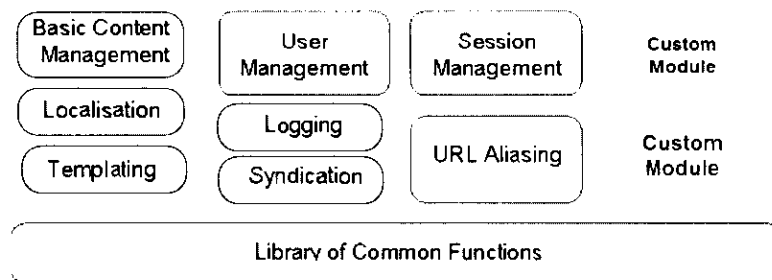 Basic Content
Management
User
Management
Session
Management
Custom
Module
Localisation
Logging
URL Aliasing
Custom
Module
Templating
Syndication
Library of Common Functions